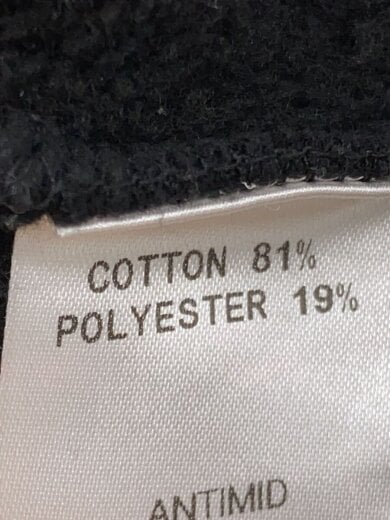 COTTON 81%
POLYESTER 19%
ANTIMID